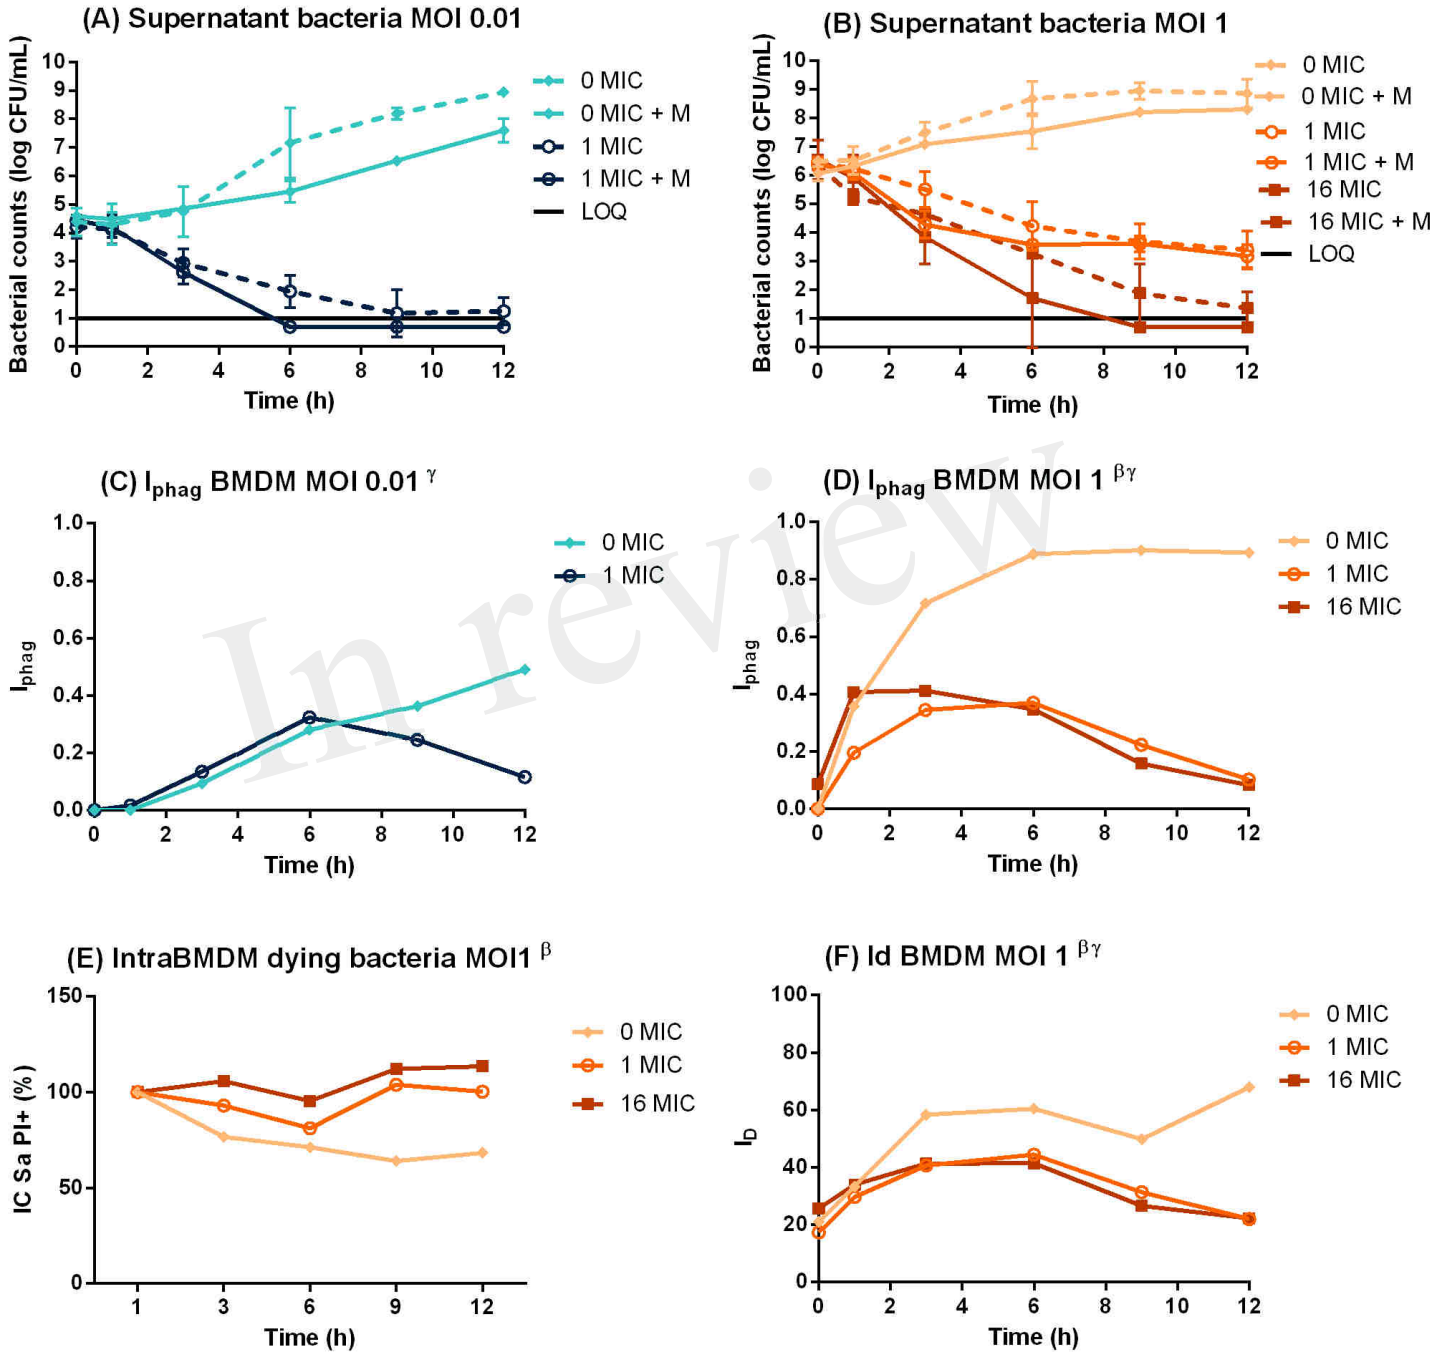 (A) Supernatant bacteria MOI 0.01
Bacterial counts (log CFU/mL)
10
9
8
7
6
5
4
3
2
1
0
0 2 4 6 8 10 12
Time (h)
0 MIC
0 MIC + M
1 MIC
1 MIC + M
LOQ
(B) Supernatant bacteria MOI 1
Bacterial counts (log CFU/mL)
10
9
8
7
6
5
4
3
2
1
0
0 2 4 6 8 10 12
Time (h)
0 MIC
0 MIC + M
1 MIC
1 MIC + M
16 MIC
16 MIC + M
LOQ
(C) Iphag BMDM MOI 0.01 γ
Iphag
1.0
0.8
0.6
0.4
0.2
0.0
0 2 4 6 8 10 12
Time (h)
0 MIC
1 MIC
(D) Iphag BMDM MOI 1 βγ
Iphag
1.0
0.8
0.6
0.4
0.2
0.0
0 2 4 6 8 10 12
Time (h)
0 MIC
1 MIC
16 MIC
In review
(E) IntraBMDM dying bacteria MOI1 β
IC Sa PI+ (%)
150
100
50
0
1 3 6 9 12
Time (h)
0 MIC
1 MIC
16 MIC
(F) Id BMDM MOI 1 βγ
ID
100
80
60
40
20
0
0 2 4 6 8 10 12
Time (h)
0 MIC
1 MIC
16 MIC